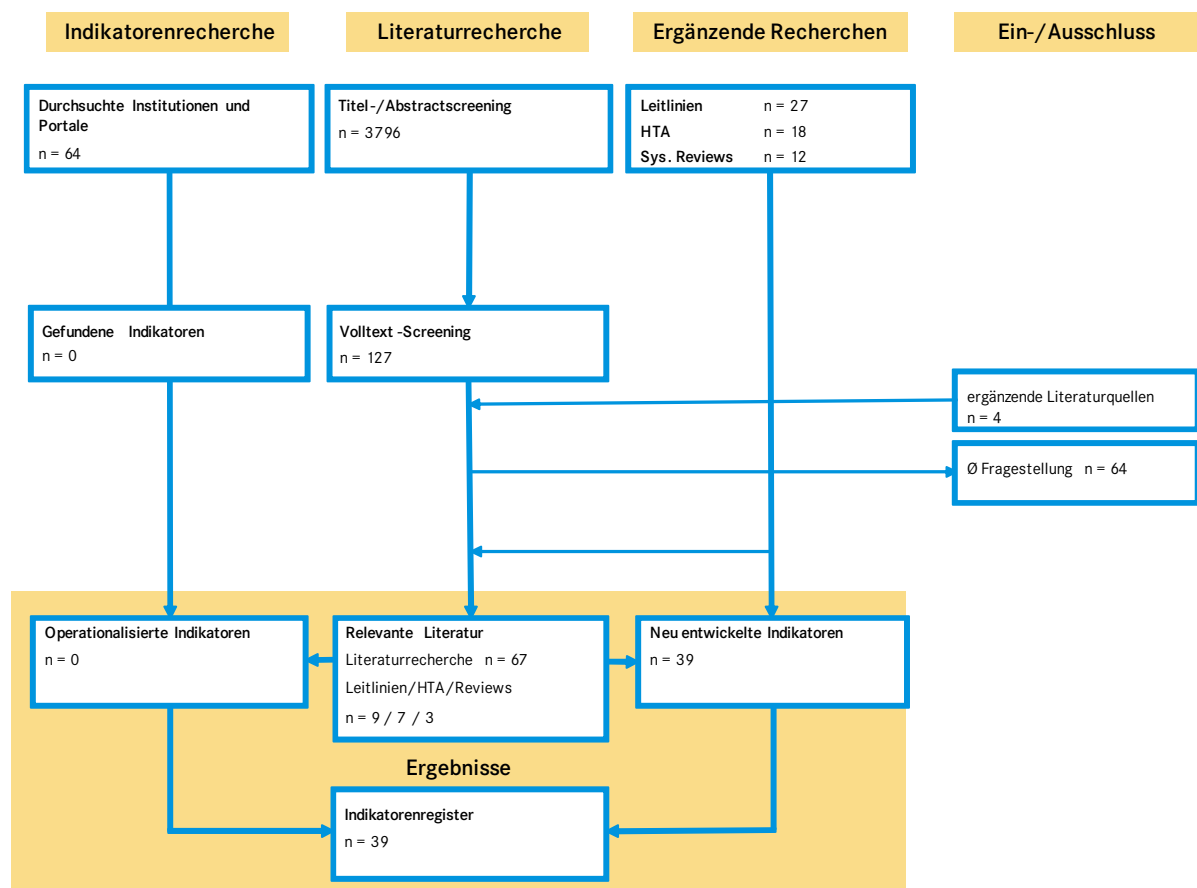 Indikatorenrecherche
Literaturrecherche
Ergänzende Recherchen
Ein-/Ausschluss
Durchsuchte Institutionen und
Portale
n = 64
Titel-/Abstractscreening
n = 3796
Leitlinien n = 27
HTA n = 18
Sys. Reviews n = 12
Gefundene Indikatoren
n = 0
Volltext-Screening
n = 127
ergänzende Literaturquellen
n = 4
Ø Fragestellung n = 64
Operationalisierte Indikatoren
n = 0
Relevante Literatur
Literaturrecherche n = 67
Leitlinien/HTA/Reviews
n = 9 / 7 / 3
Neu entwickelte Indikatoren
n = 39
Ergebnisse
Indikatorenregister
n = 39